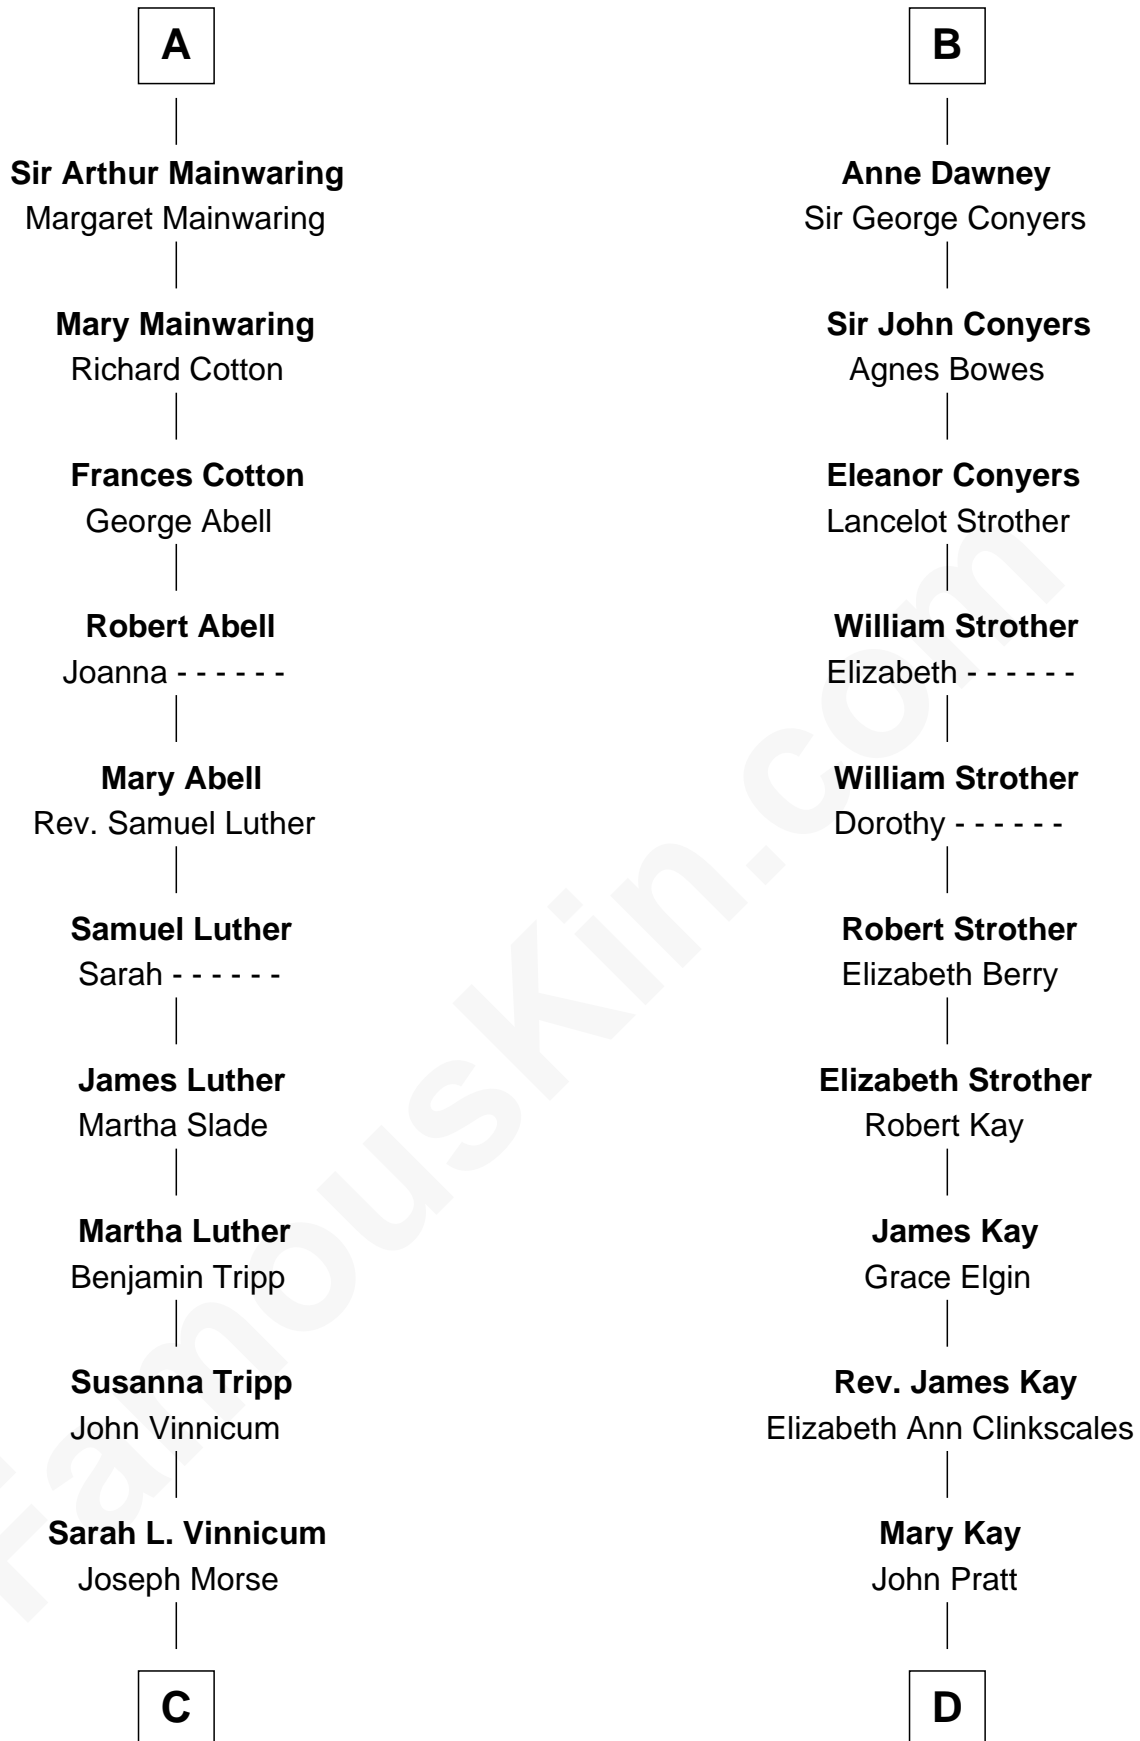 A
Sir Arthur Mainwaring
Margaret Mainwaring
Mary Mainwaring
Richard Cotton
Frances Cotton
George Abell
Robert Abell
Joanna - - - - - -
Mary Abell
Rev. Samuel Luther
Samuel Luther
Sarah - - - - - -
James Luther
Martha Slade
Martha Luther
Benjamin Tripp
Susanna Tripp
John Vinnicum
Sarah L. Vinnicum
Joseph Morse
C
B
Anne Dawney
Sir George Conyers
Sir John Conyers
Agnes Bowes
Eleanor Conyers
Lancelot Strother
William Strother
Elizabeth - - - - - -
William Strother
Dorothy - - - - - -
Robert Strother
Elizabeth Berry
Elizabeth Strother
Robert Kay
James Kay
Grace Elgin
Rev. James Kay
Elizabeth Ann Clinkscales
Mary Kay
John Pratt
D
FamousKin.com